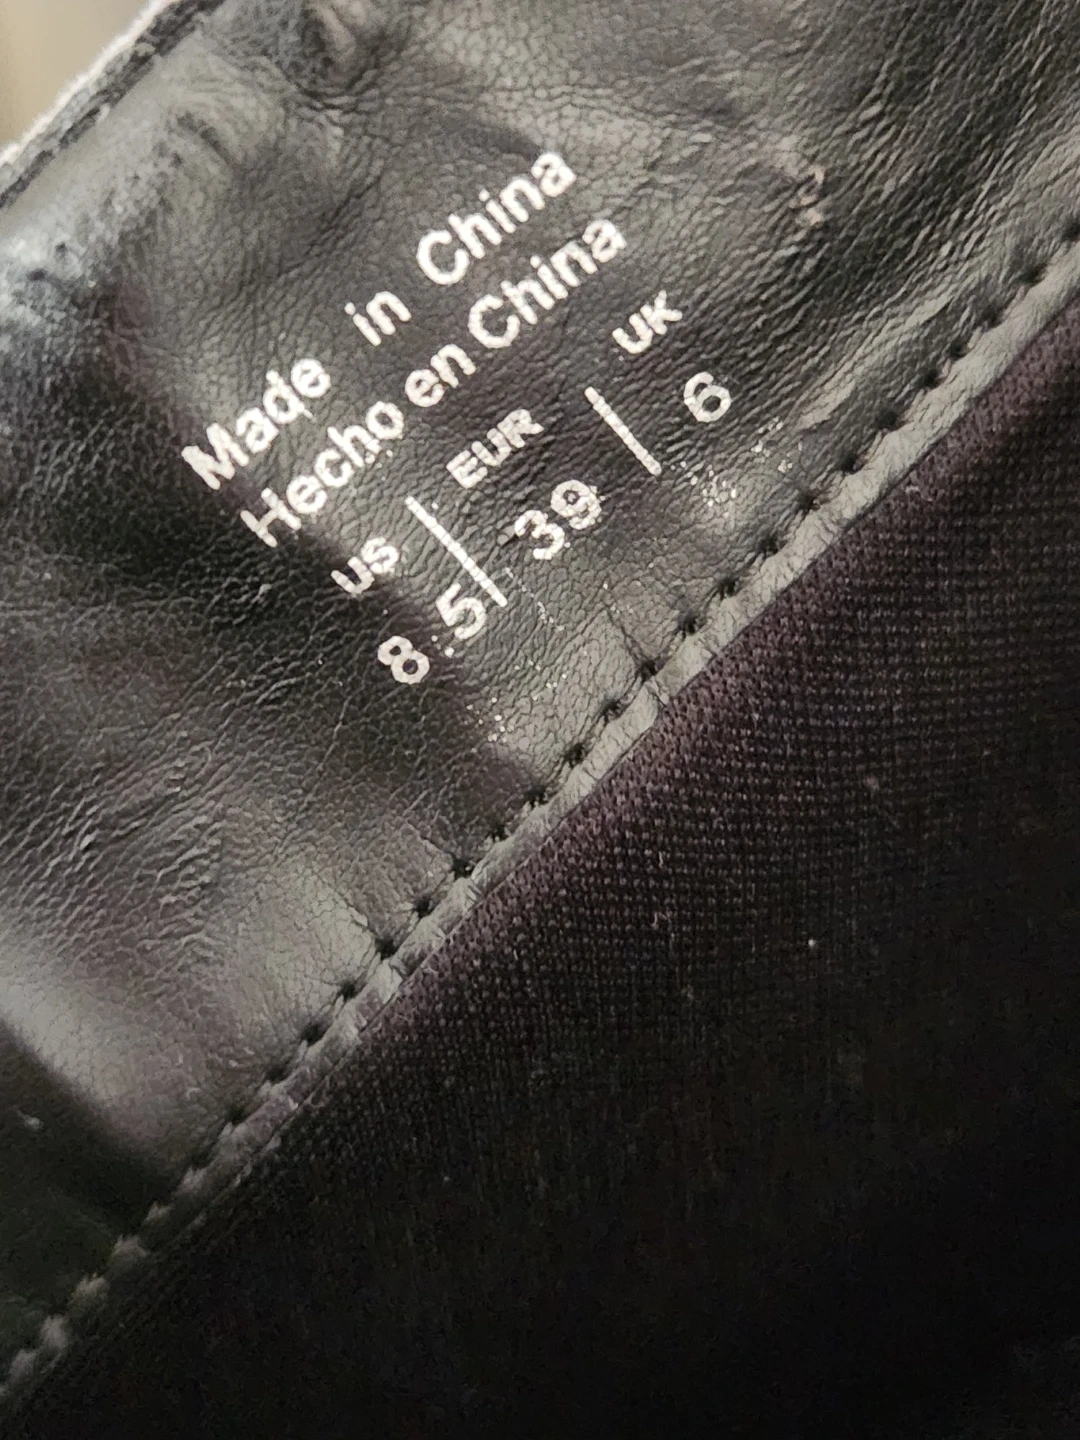 Made in China
Hecho en China
US | EUR | UK
8.5 | 39 | 6